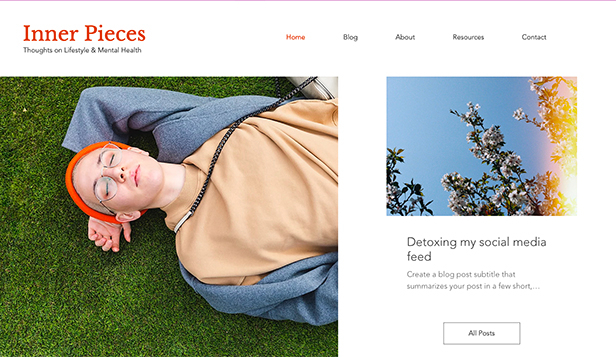 Inner Pieces
Thoughts on Lifestyle & Mental Health
Home Blog About Resources Contact
Detoxing my social media
feed
Create a blog post subtitle that
summarizes your post in a few short,...
All Posts